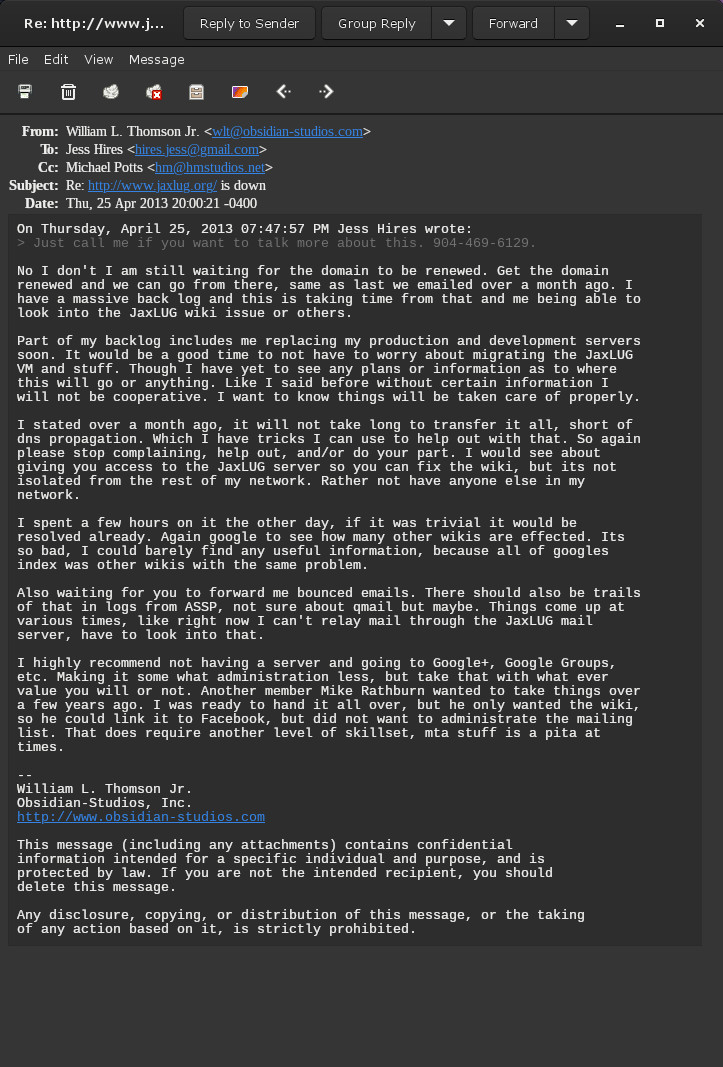 Re: http://www.j...
Reply to Sender
Group Reply
Forward
File Edit View Message
From: William L. Thomson Jr. <wlt@obsidian-studios.com>
To: Jess Hires <hires.jess@gmail.com>
Cc: Michael Potts <hm@hmstudios.net>
Subject: Re: http://www.jaxlug.org/ is down
Date: Thu, 25 Apr 2013 20:00:21 -0400
On Thursday, April 25, 2013 07:47:57 PM Jess Hires wrote:
> Just call me if you want to talk more about this. 904-469-6129.
No I don't I am still waiting for the domain to be renewed. Get the domain
renewed and we can go from there, same as last we emailed over a month ago. I
have a massive back log and this is taking time from that and me being able to
look into the JaxLUG wiki issue or others.
Part of my backlog includes me replacing my production and development servers
soon. It would be a good time to not have to worry about migrating the JaxLUG
VM and stuff. Though I have yet to see any plans or information as to where
this will go or anything. Like I said before without certain information I
will not be cooperative. I want to know things will be taken care of properly.
I stated over a month ago, it will not take long to transfer it all, short of
dns propagation. Which I have tricks I can use to help out with that. So again
please stop complaining, help out, and/or do your part. I would see about
giving you access to the JaxLUG server so you can fix the wiki, but its not
isolated from the rest of my network. Rather not have anyone else in my
network.
I spent a few hours on it the other day, if it was trivial it would be
resolved already. Again google to see how many other wikis are effected. Its
so bad, I could barely find any useful information, because all of googles
index was other wikis with the same problem.
Also waiting for you to forward me bounced emails. There should also be trails
of that in logs from ASSP, not sure about qmail but maybe. Things come up at
various times, like right now I can't relay mail through the JaxLUG mail
server, have to look into that.
I highly recommend not having a server and going to Google+, Google Groups,
etc. Making it some what administration less, but take that with what ever
value you will or not. Another member Mike Rathburn wanted to take things over
a few years ago. I was ready to hand it all over, but he only wanted the wiki,
so he could link it to Facebook, but did not want to administrate the mailing
list. That does require another level of skillset, mta stuff is a pita at
times.
--
William L. Thomson Jr.
Obsidian-Studios, Inc.
http://www.obsidian-studios.com
This message (including any attachments) contains confidential
information intended for a specific individual and purpose, and is
protected by law. If you are not the intended recipient, you should
delete this message.
Any disclosure, copying, or distribution of this message, or the taking
of any action based on it, is strictly prohibited.